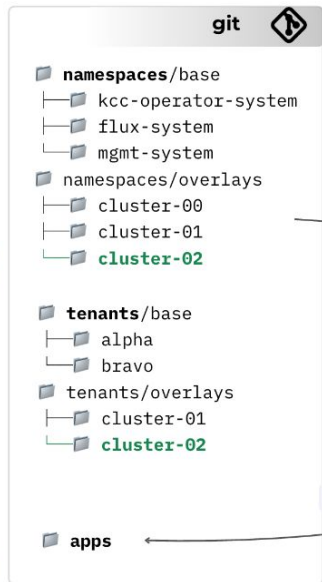 git
namespaces/base
kcc-operator-system
flux-system
mgmt-system
namespaces/overlays
cluster-00
cluster-01
cluster-02
tenants/base
alpha
bravo
tenants/overlays
cluster-01
cluster-02
apps